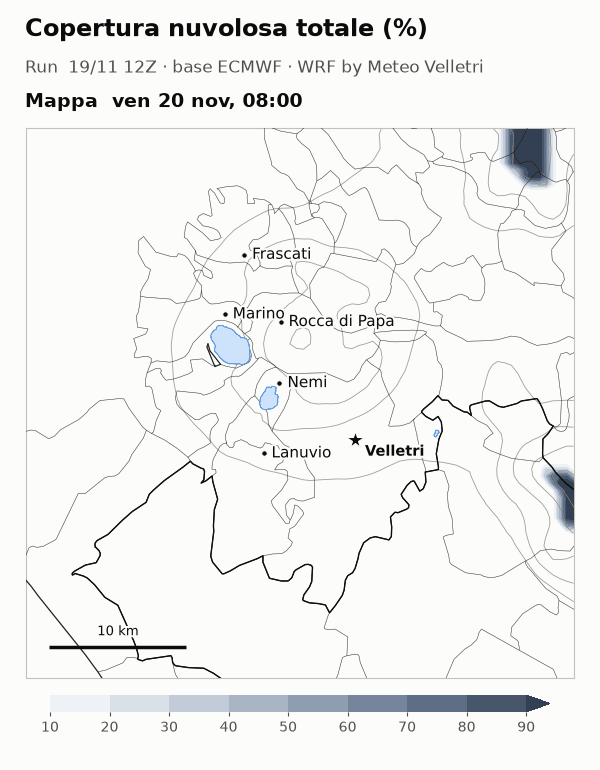 Copertura nuvolosa totale (%)
Run  19/11 12Z · base ECMWF · WRF by Meteo Velletri
Mappa  ven 20 nov, 08:00
Frascati
Marino
Rocca di Papa
Nemi
Velletri
Lanuvio
10 km
10 20 30 40 50 60 70 80 90